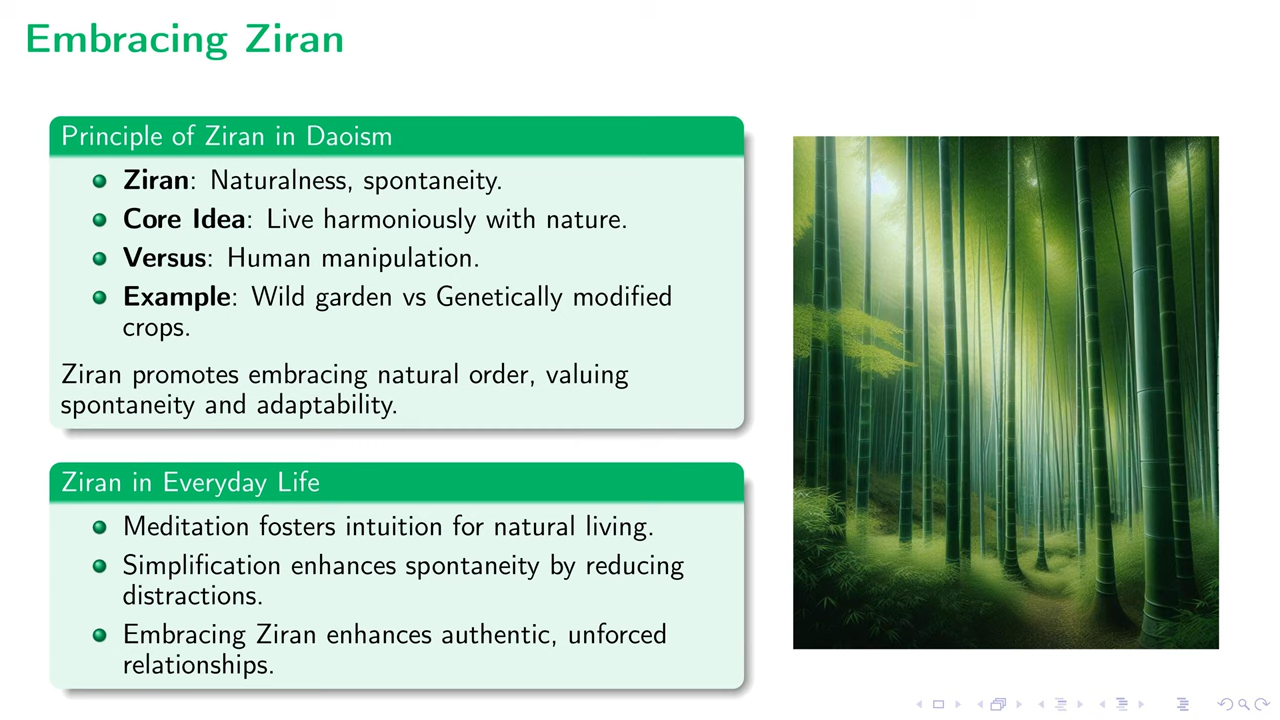 Embracing Ziran
Principle of Ziran in Daoism
Ziran: Naturalness, spontaneity.
Core Idea: Live harmoniously with nature.
Versus: Human manipulation.
Example: Wild garden vs Genetically modified
crops.
Ziran promotes embracing natural order, valuing
spontaneity and adaptability.
Ziran in Everyday Life
Meditation fosters intuition for natural living.
Simplification enhances spontaneity by reducing
distractions.
Embracing Ziran enhances authentic, unforced
relationships.